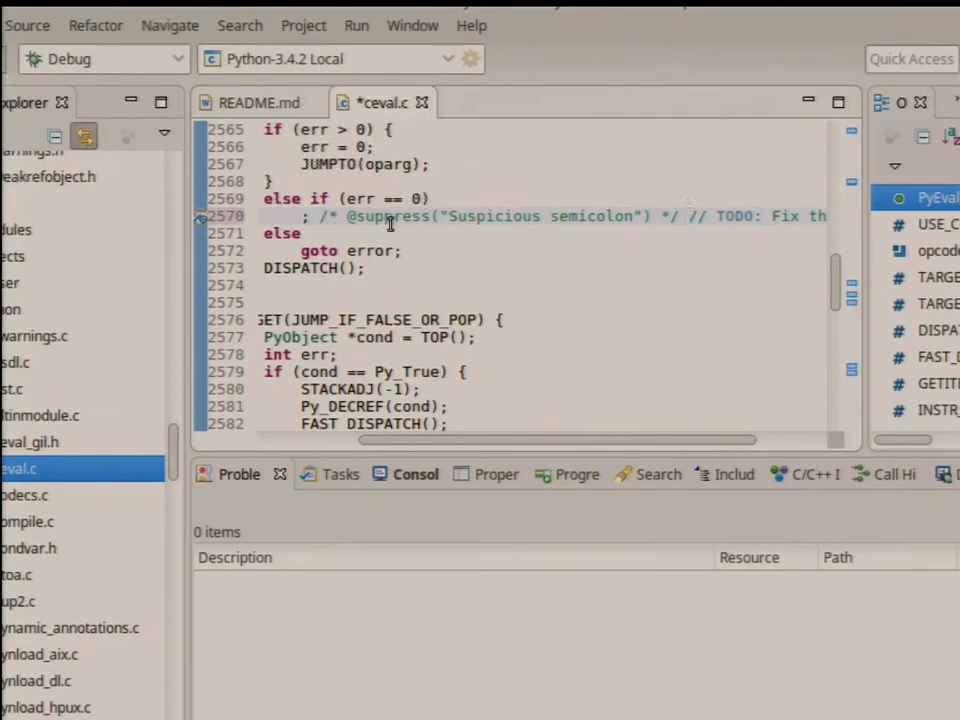 Source Refactor Navigate Search Project Run Window Help
Debug Python-3.4.2 Local Quick Access
xplorer README.md *ceval.c O
2565 if (err > 0) {
2566 err = 0;
2567 JUMPTO(oparg);
2568 }
2569 else if (err == 0)
2570 ; /* @suppress("Suspicious semicolon") */ // TODO: Fix th
2571 else
2572 goto error;
2573 DISPATCH();
2574
2575
2576 GET(JUMP_IF_FALSE_OR_POP) {
2577 PyObject *cond = TOP();
2578 int err;
2579 if (cond == Py_True) {
2580 STACKADJ(-1);
2581 Py_DECREF(cond);
2582 FAST_DISPATCH();
arnings.h
eakrefobject.h
dules
ects
ser
on
warnings.h
sdl.c
st.c
ltinmodule.c
eval_gil.h
eval.c
odecs.c
ompile.c
ondvar.h
toa.c
up2.c
ynamic_annotations.c
ynload_aix.c
ynload_dl.c
ynload_hpux.c
PyEval
USE_C
opcod
TARGE
TARGE
DISPA
FAST_D
GETITE
INSTR_
Proble Tasks Consol Proper Progre Search Includ C/C++ I Call Hi
0 items
Description Resource Path